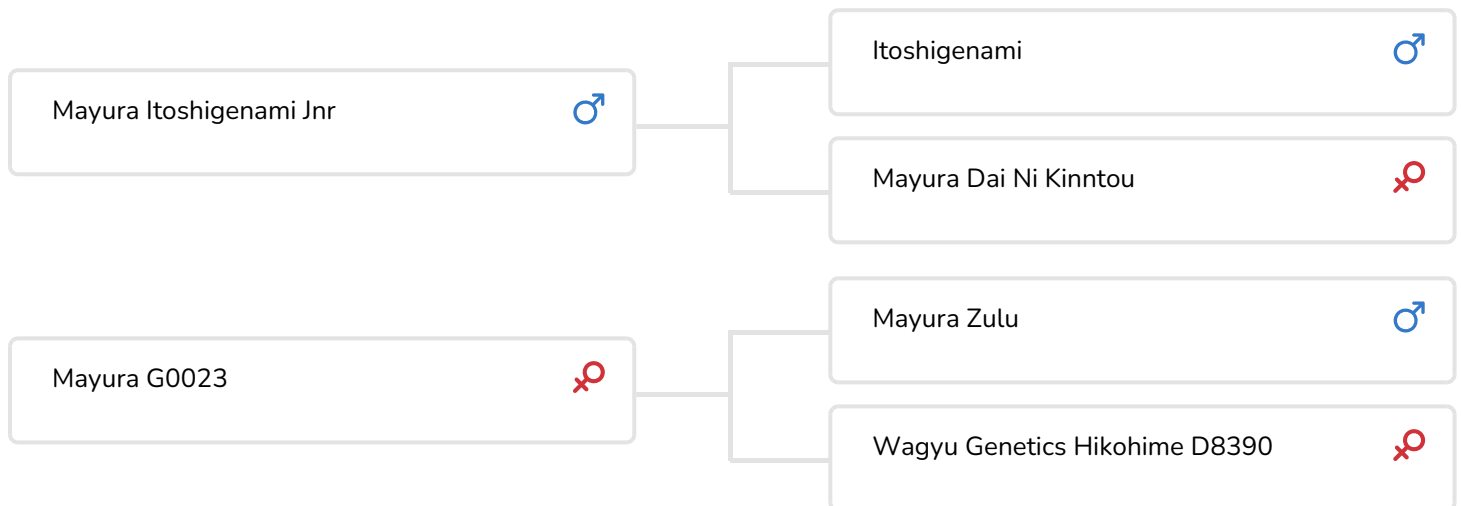 Itoshigenami
Mayura Itoshigenami Jnr
Mayura Dai Ni Kinntou
Mayura Zulu
Mayura G0023
Wagyu Genetics Hikohime D8390